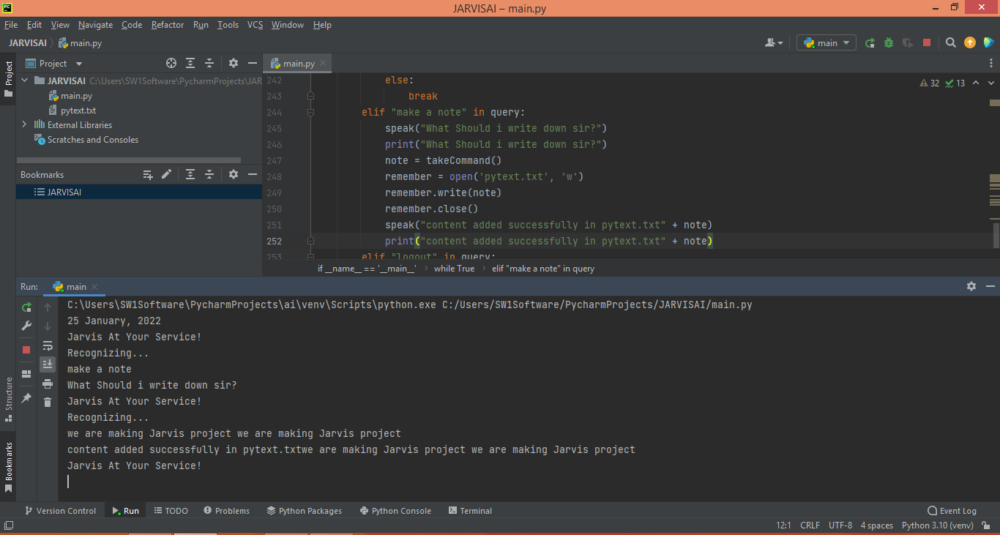 JARVISAI – main.py
File Edit View Navigate Code Refactor Run Tools VCS Window Help
JARVISAI main.py
main
Project
Project
main.py
JARVISAI C:\Users\SW1Software\PycharmProjects\JAR
main.py
pytext.txt
External Libraries
Scratches and Consoles
Bookmarks
JARVISAI
32 13
242 else:
243 break
244 elif "make a note" in query:
245 speak("What Should i write down sir?")
246 print("What Should i write down sir?")
247 note = takeCommand()
248 remember = open('pytext.txt', 'w')
249 remember.write(note)
250 remember.close()
251 speak("content added successfully in pytext.txt" + note)
252 print("content added successfully in pytext.txt" + note)
253 elif "logout" in query:
if __name__ == '__main__' › while True › elif "make a note" in query
Run: main
C:\Users\SW1Software\PycharmProjects\ai\venv\Scripts\python.exe C:/Users/SW1Software/PycharmProjects/JARVISAI/main.py
25 January, 2022
Jarvis At Your Service!
Recognizing...
make a note
What Should i write down sir?
Jarvis At Your Service!
Recognizing...
we are making Jarvis project we are making Jarvis project
content added successfully in pytext.txtwe are making Jarvis project we are making Jarvis project
Jarvis At Your Service!
Structure
Bookmarks
Version Control Run TODO Problems Python Packages Python Console Terminal Event Log
12:1 CRLF UTF-8 4 spaces Python 3.10 (venv)